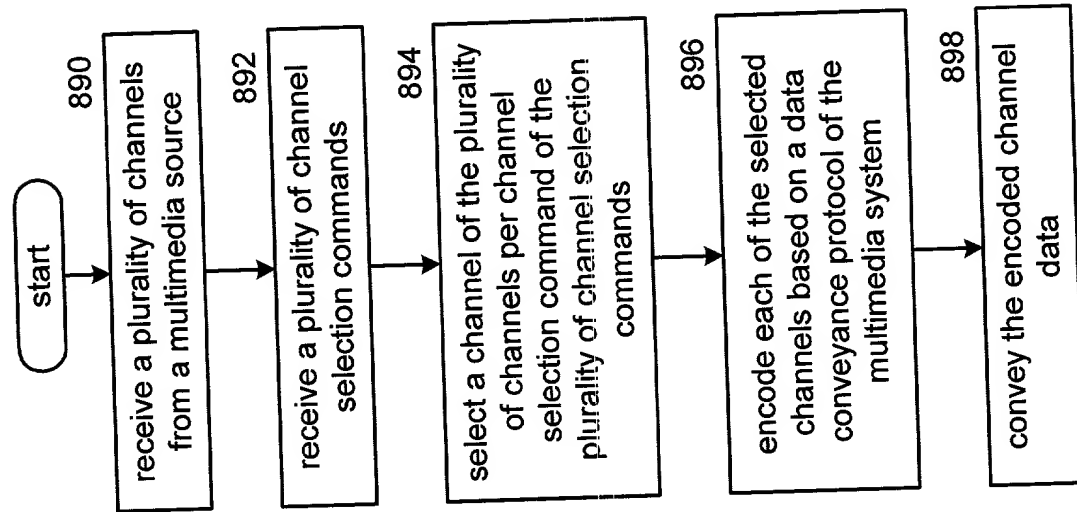 start
890
receive a plurality of channels
from a multimedia source
892
receive a plurality of channel
selection commands
894
select a channel of the plurality
of channels per channel
selection command of the
plurality of channel selection
commands
896
encode each of the selected
channels based on a data
conveyance protocol of the
multimedia system
898
convey the encoded channel
data